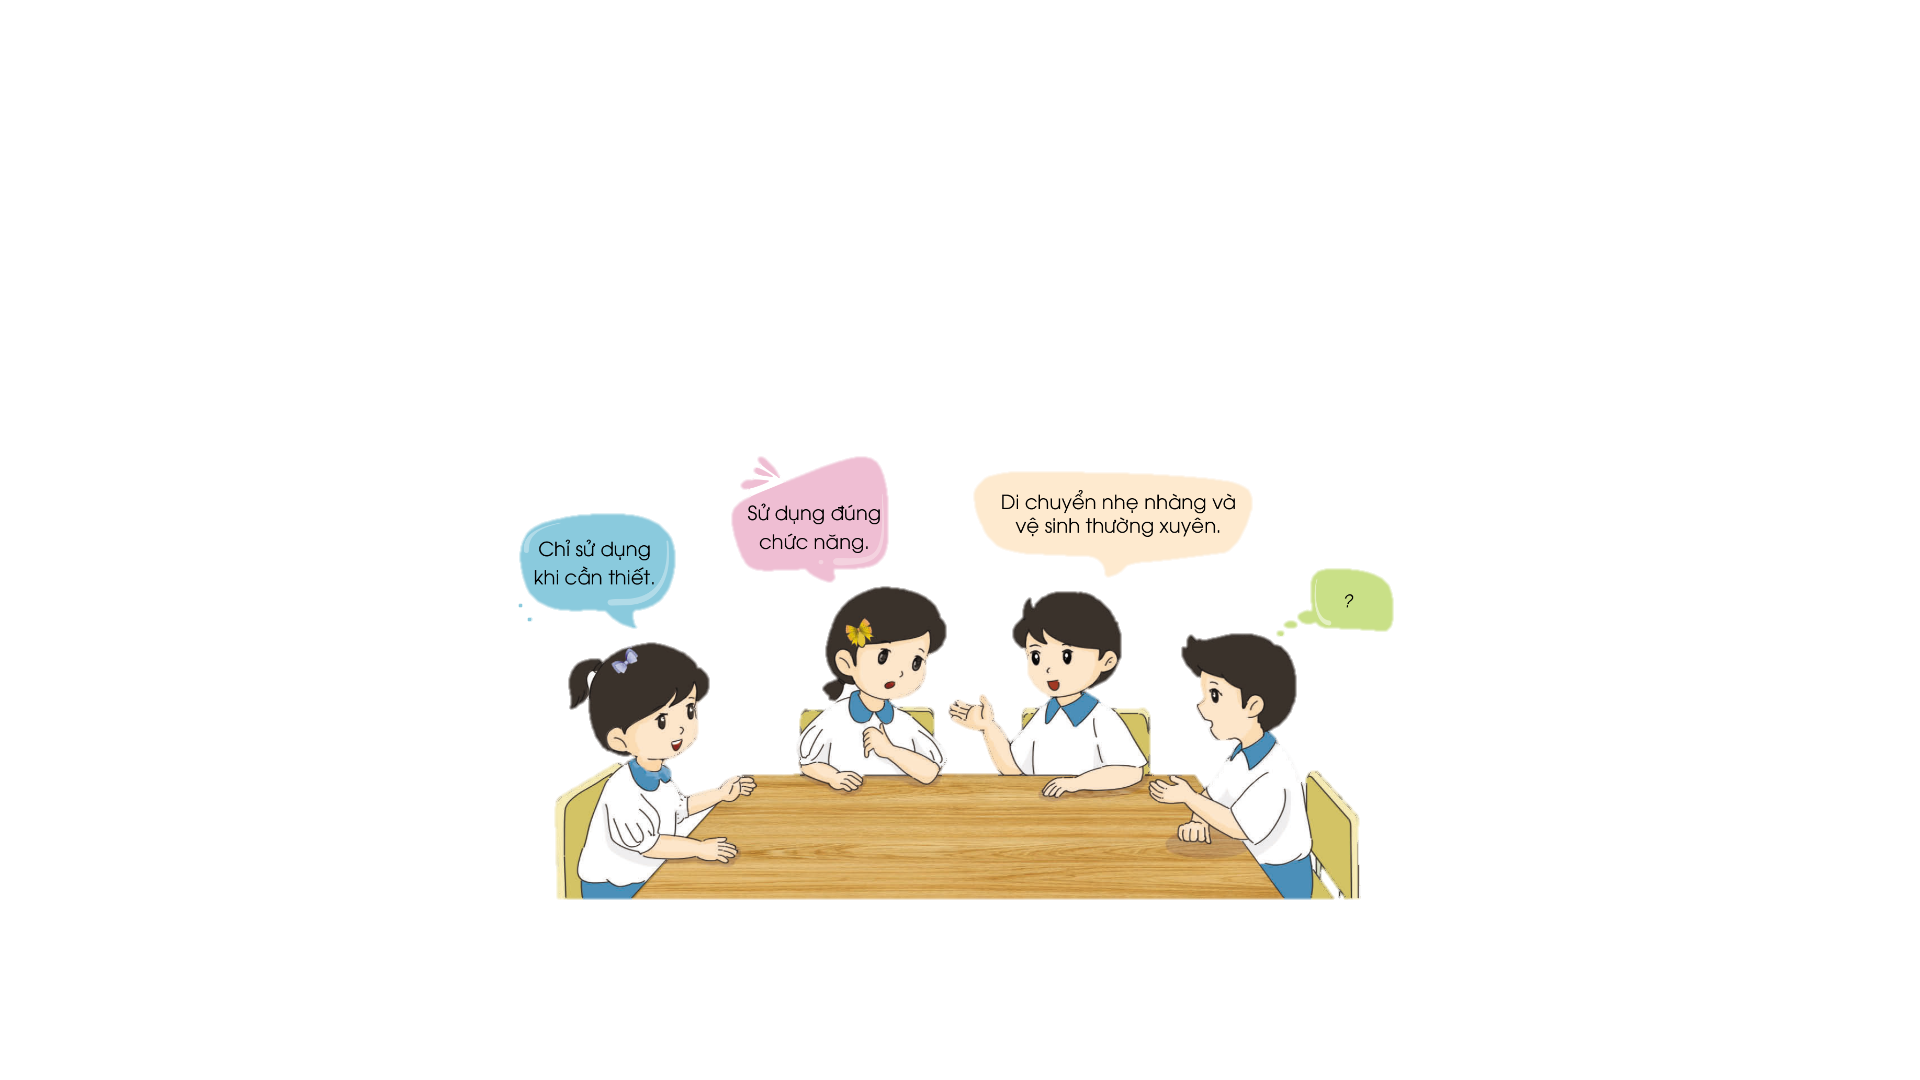 Chỉ sử dụng
khi cần thiết.
Sử dụng đúng
chức năng.
Di chuyển nhẹ nhàng và
vệ sinh thường xuyên.
?